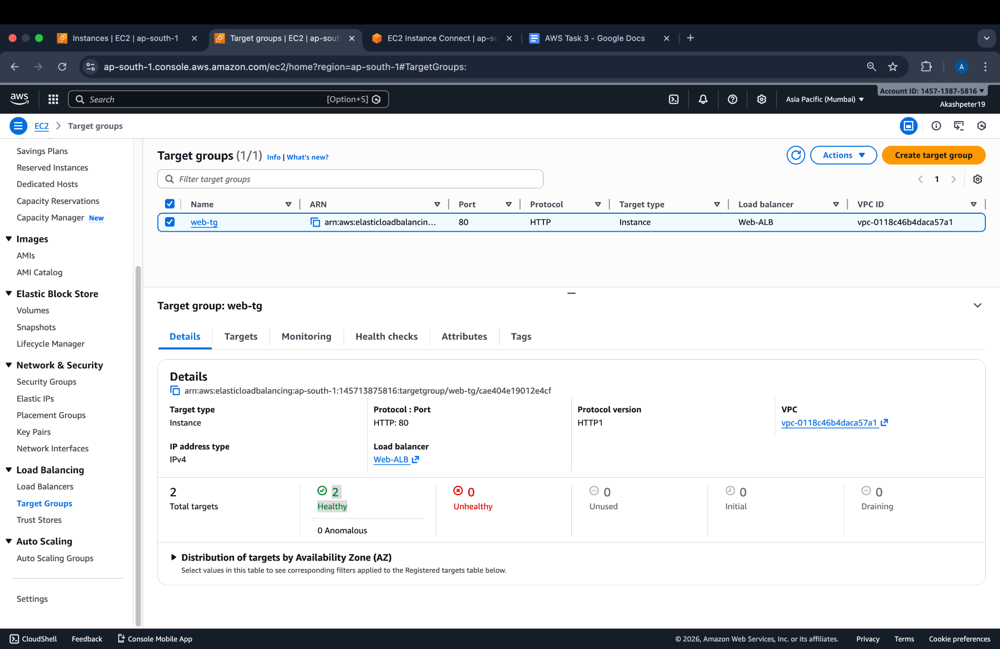 Instances | EC2 | ap-south-1
Target groups | EC2 | ap-sout
EC2 Instance Connect | ap-so
AWS Task 3 - Google Docs
ap-south-1.console.aws.amazon.com/ec2/home?region=ap-south-1#TargetGroups:
A
aws
Search
[Option+S]
Asia Pacific (Mumbai)
Account ID: 1457-1387-5816
Akashpeter19
EC2
Target groups
Savings Plans
Reserved Instances
Dedicated Hosts
Capacity Reservations
Capacity Manager New
Images
AMIs
AMI Catalog
Elastic Block Store
Volumes
Snapshots
Lifecycle Manager
Network & Security
Security Groups
Elastic IPs
Placement Groups
Key Pairs
Network Interfaces
Load Balancing
Load Balancers
Target Groups
Trust Stores
Auto Scaling
Auto Scaling Groups
Settings
Target groups (1/1) Info | What's new?
Actions
Create target group
Filter target groups
1
Name ARN Port Protocol Target type Load balancer VPC ID
web-tg arn:aws:elasticloadbalancin... 80 HTTP Instance Web-ALB vpc-0118c46b4daca57a1
Target group: web-tg
Details Targets Monitoring Health checks Attributes Tags
Details
arn:aws:elasticloadbalancing:ap-south-1:145713875816:targetgroup/web-tg/cae404e19012e4cf
Target type
Instance
Protocol : Port
HTTP: 80
Protocol version
HTTP1
VPC
vpc-0118c46b4daca57a1
IP address type
IPv4
Load balancer
Web-ALB
2
Total targets
2
Healthy
0 Anomalous
0
Unhealthy
0
Unused
0
Initial
0
Draining
Distribution of targets by Availability Zone (AZ)
Select values in this table to see corresponding filters applied to the Registered targets table below.
CloudShell
Feedback
Console Mobile App
© 2026, Amazon Web Services, Inc. or its affiliates.
Privacy
Terms
Cookie preferences